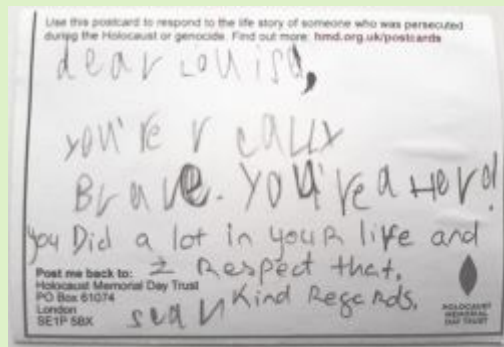 Use this postcard to respond to the life story of someone who was persecuted
during the Holocaust or genocide. Find out more: hmd.org.uk/postcards
dear Louisa,
you're really
Brave. You're a Hero!
you Did a lot in youR life and
I Respect that.
Kind RegaRds,
sean
Post me back to:
Holocaust Memorial Day Trust
PO Box 61074
London
SE1P 5BX
HOLOCAUST
MEMORIAL
DAY TRUST